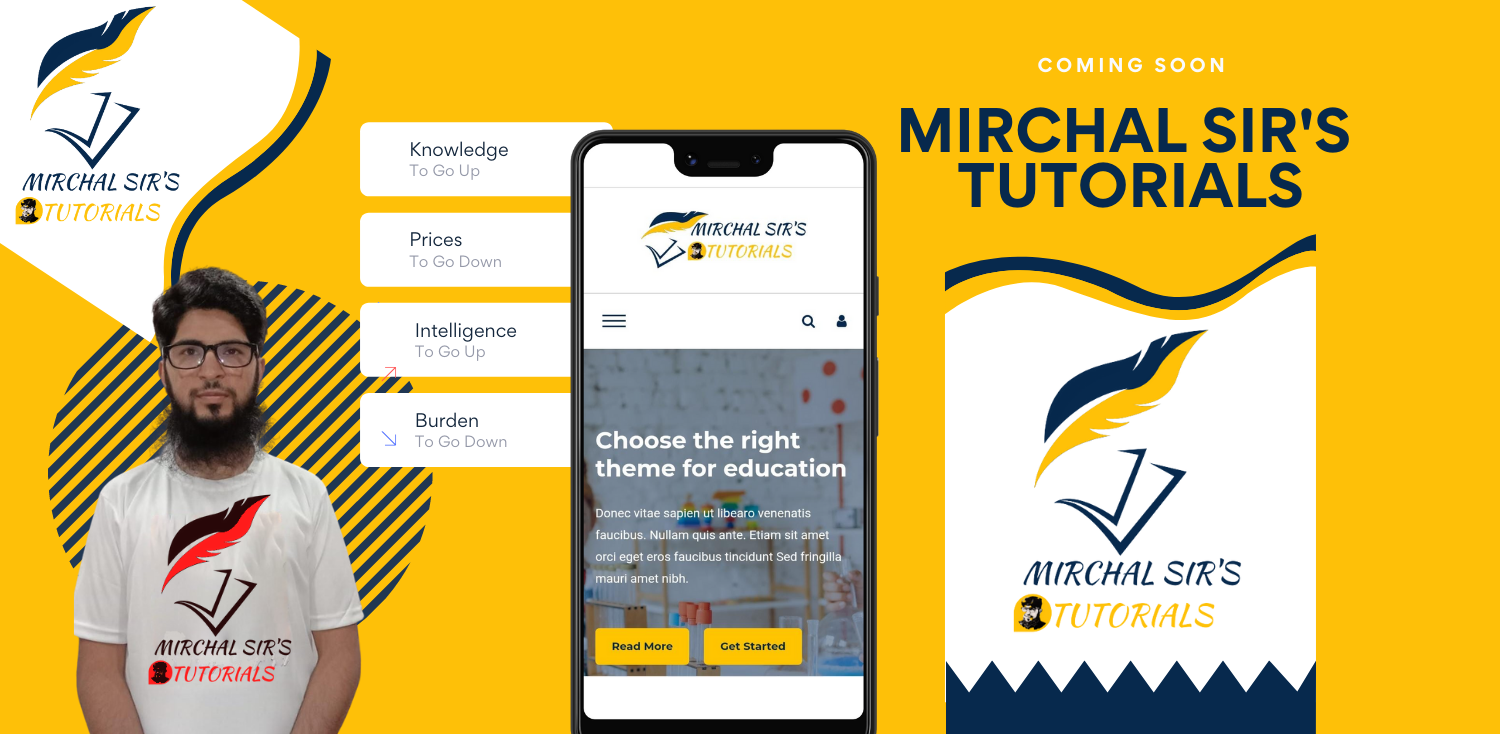 MIRCHAL SIR'S
TUTORIALS
Knowledge
To Go Up
Prices
To Go Down
Intelligence
To Go Up
Burden
To Go Down
MIRCHAL SIR'S
TUTORIALS
MIRCHAL SIR'S
TUTORIALS
Choose the right
theme for education
Donec vitae sapien ut libearo venenatis
faucibus. Nullam quis ante. Etiam sit amet
orci eget eros faucibus tincidunt Sed fringilla
mauri amet nibh.
Read More
Get Started
COMING SOON
MIRCHAL SIR'S
TUTORIALS
MIRCHAL SIR'S
TUTORIALS